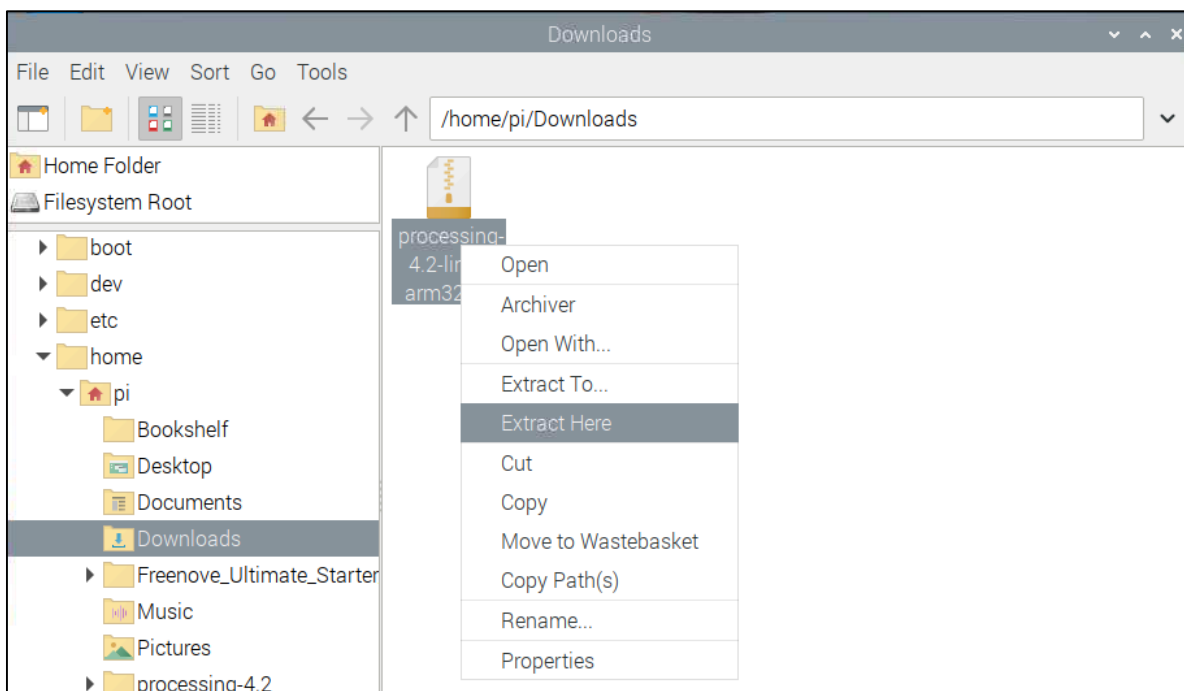 Downloads
File Edit View Sort Go Tools
/home/pi/Downloads
Home Folder
Filesystem Root
boot
dev
etc
home
pi
Bookshelf
Desktop
Documents
Downloads
Freenove_Ultimate_Starter
Music
Pictures
processing-4.2
processing-
4.2-lin
arm32
Open
Archiver
Open With...
Extract To...
Extract Here
Cut
Copy
Move to Wastebasket
Copy Path(s)
Rename...
Properties